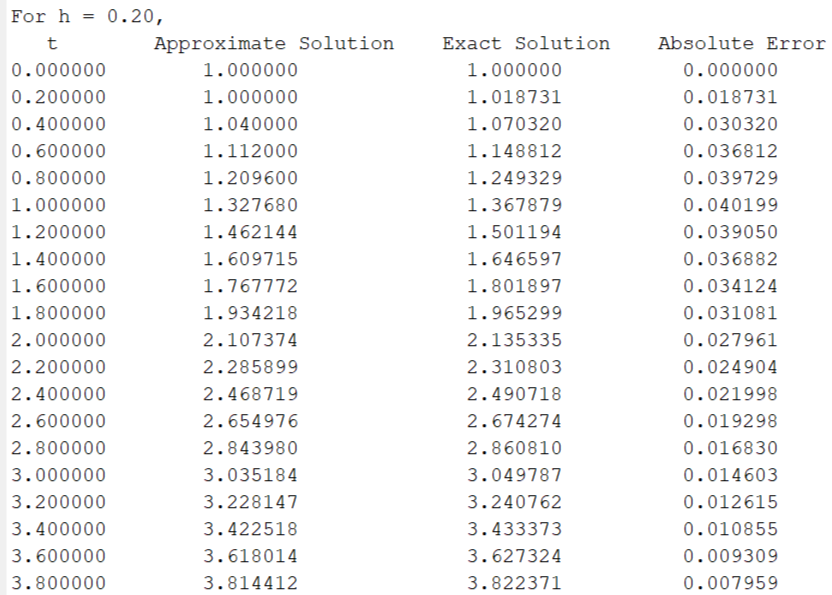 For h = 0.20,
t Approximate Solution Exact Solution Absolute Error
0.000000 1.000000 1.000000 0.000000
0.200000 1.000000 1.018731 0.018731
0.400000 1.040000 1.070320 0.030320
0.600000 1.112000 1.148812 0.036812
0.800000 1.209600 1.249329 0.039729
1.000000 1.327680 1.367879 0.040199
1.200000 1.462144 1.501194 0.039050
1.400000 1.609715 1.646597 0.036882
1.600000 1.767772 1.801897 0.034124
1.800000 1.934218 1.965299 0.031081
2.000000 2.107374 2.135335 0.027961
2.200000 2.285899 2.310803 0.024904
2.400000 2.468719 2.490718 0.021998
2.600000 2.654976 2.674274 0.019298
2.800000 2.843980 2.860810 0.016830
3.000000 3.035184 3.049787 0.014603
3.200000 3.228147 3.240762 0.012615
3.400000 3.422518 3.433373 0.010855
3.600000 3.618014 3.627324 0.009309
3.800000 3.814412 3.822371 0.007959